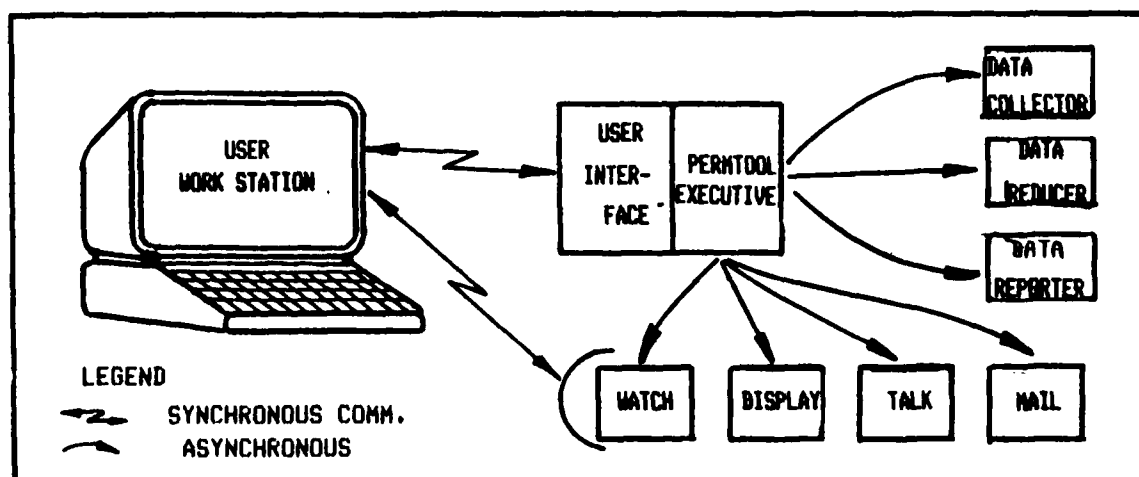 USER
WORK STATION
USER
INTER-
FACE
PERMTOOL
EXECUTIVE
DATA
COLLECTOR
DATA
REDUCER
DATA
REPORTER
WATCH
DISPLAY
TALK
MAIL
LEGEND
SYNCHRONOUS COMM.
ASYNCHRONOUS